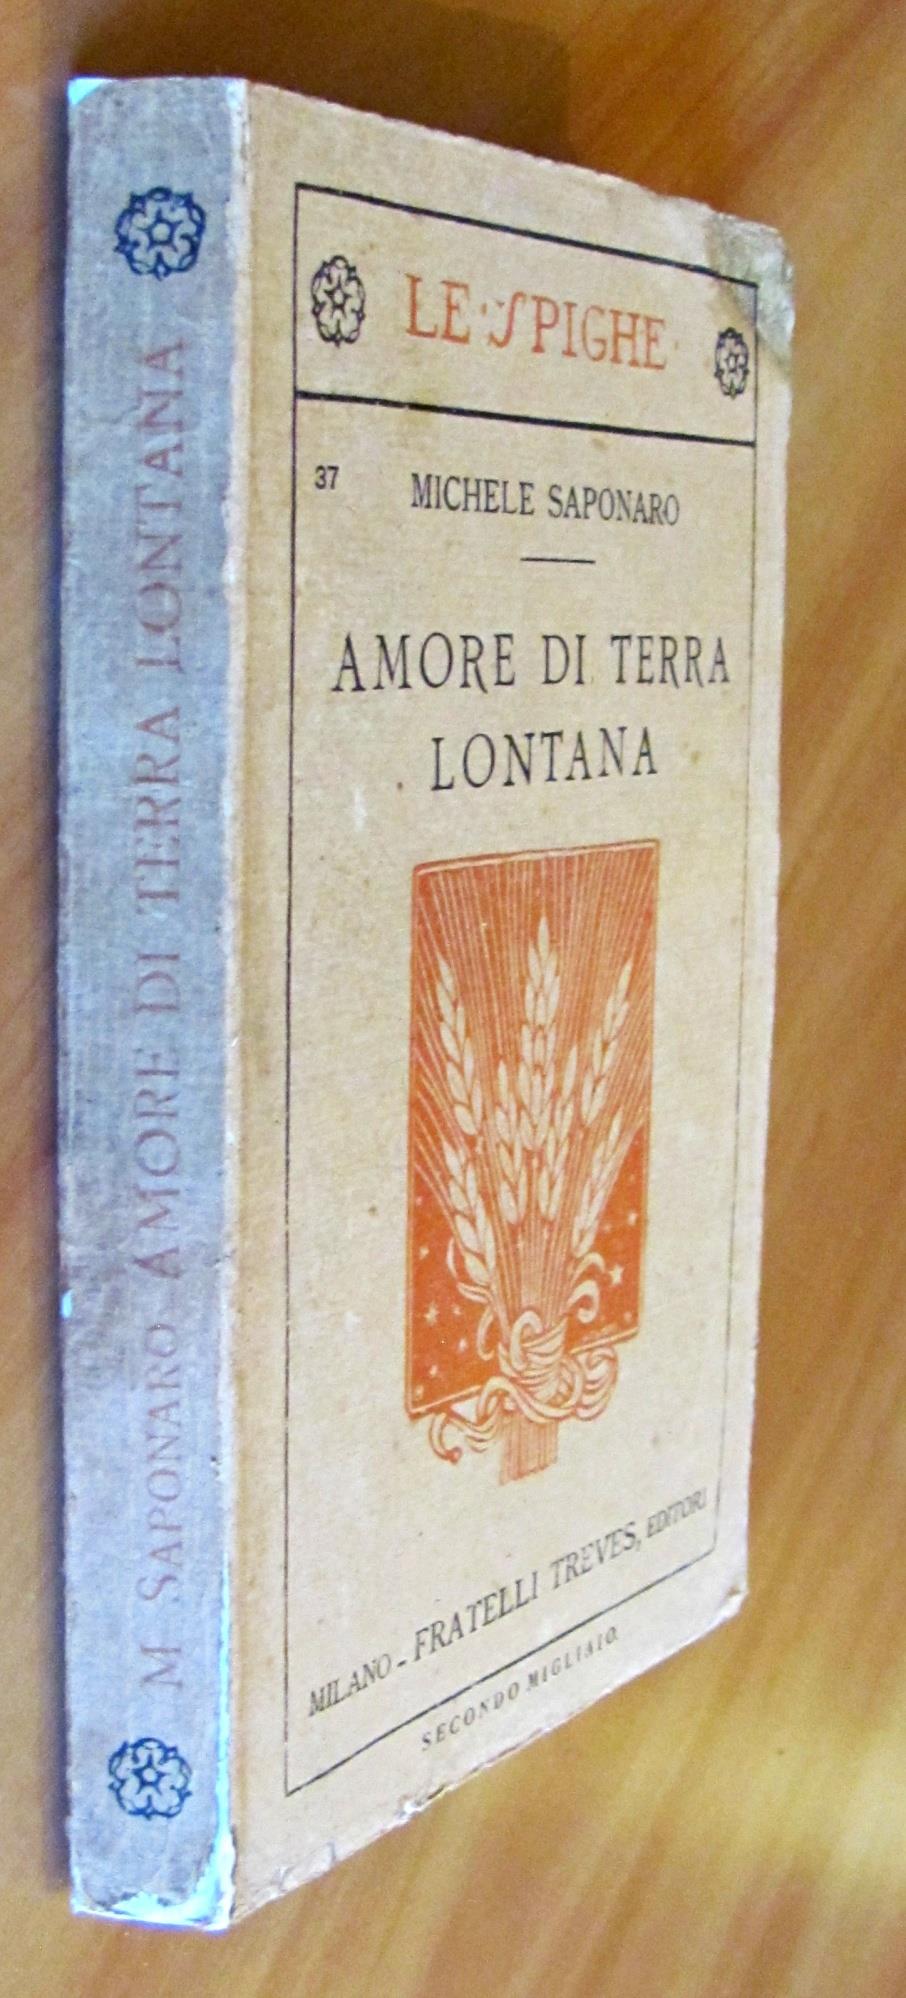 LE SPIGHE
37
MICHELE SAPONARO
AMORE DI TERRA
LONTANA
MILANO - FRATELLI TREVES, EDITORI
SECONDO MIGLIAIO.
M SAPONARO AMORE DI TERRA LONTANA